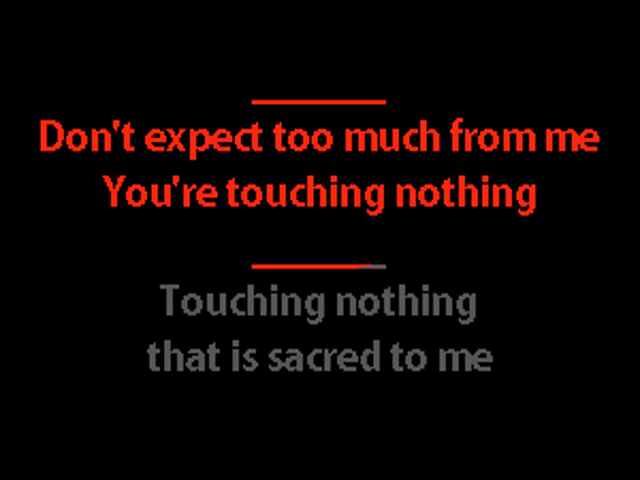 Don't expect too much from me
You're touching nothing
Touching nothing
that is sacred to me